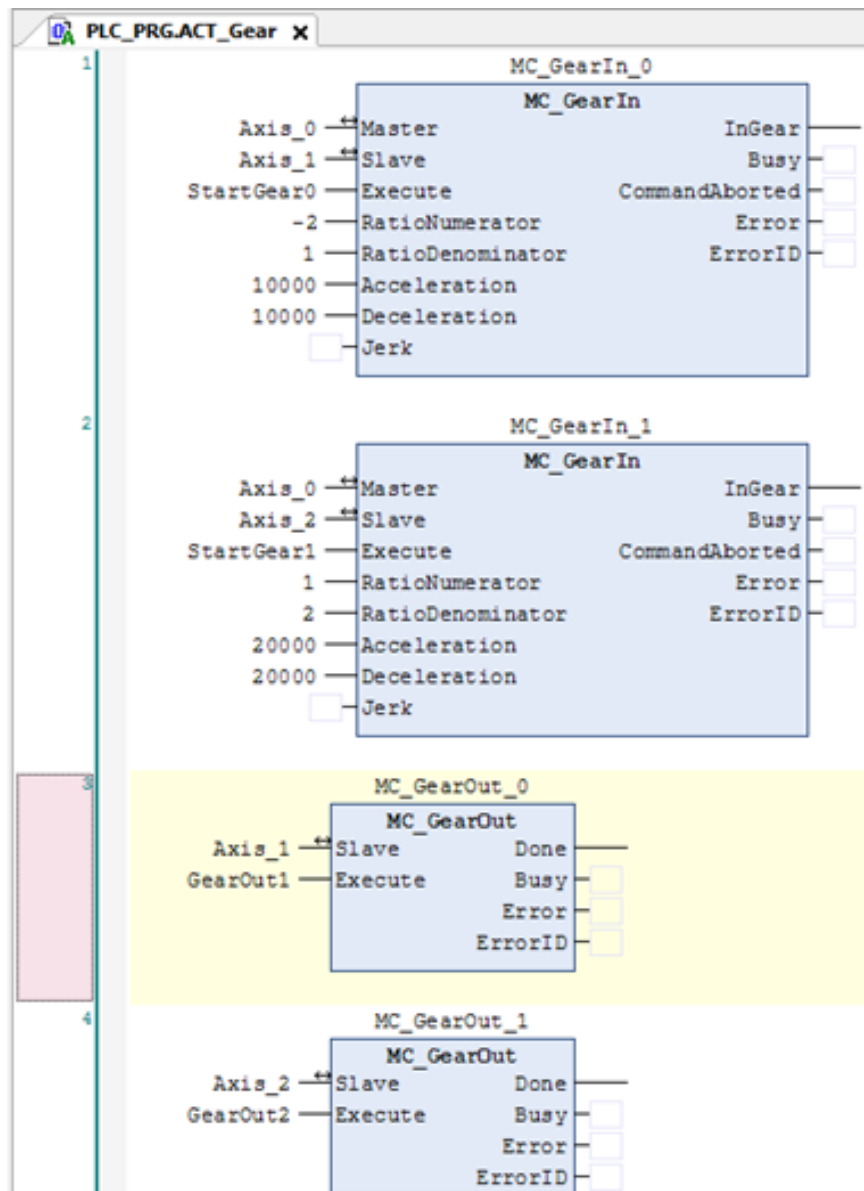 PLC_PRG.ACT_Gear x
1
MC_GearIn_0
MC_GearIn
Axis_0 Master InGear
Axis_1 Slave Busy
StartGear0 Execute CommandAborted
-2 RatioNumerator Error
1 RatioDenominator ErrorID
10000 Acceleration
10000 Deceleration
Jerk
2
MC_GearIn_1
MC_GearIn
Axis_0 Master InGear
Axis_2 Slave Busy
StartGear1 Execute CommandAborted
1 RatioNumerator Error
2 RatioDenominator ErrorID
20000 Acceleration
20000 Deceleration
Jerk
3
MC_GearOut_0
MC_GearOut
Axis_1 Slave Done
GearOut1 Execute Busy
Error
ErrorID
4
MC_GearOut_1
MC_GearOut
Axis_2 Slave Done
GearOut2 Execute Busy
Error
ErrorID